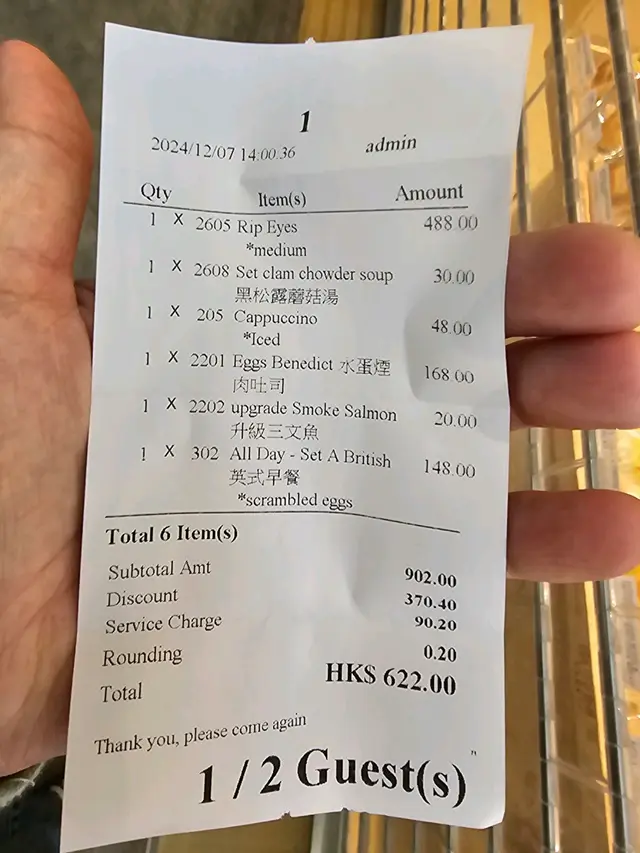 1
2024/12/07 14:00:36 admin
Qty Item(s) Amount
1 X 2605 Rip Eyes 488.00
*medium
1 X 2608 Set clam chowder soup 30.00
黑松露蘑菇湯
1 X 205 Cappuccino 48.00
*Iced
1 X 2201 Eggs Benedict 水蛋煙 168.00
肉吐司
1 X 2202 upgrade Smoke Salmon 20.00
升級三文魚
1 X 302 All Day - Set A British 148.00
英式早餐
*scrambled eggs
Total 6 Item(s)
Subtotal Amt 902.00
Discount 370.40
Service Charge 90.20
Rounding 0.20
Total HK$ 622.00
Thank you, please come again
1 / 2 Guest(s)